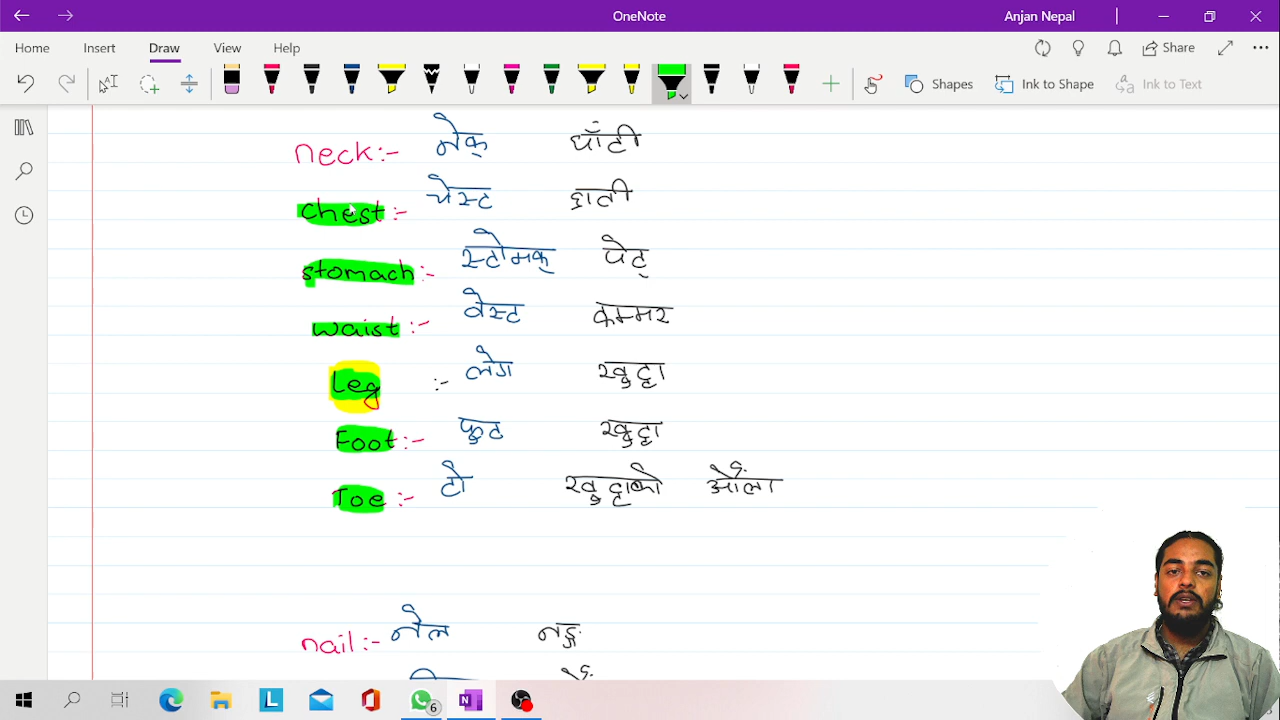 OneNote
Anjan Nepal
Home Insert Draw View Help
Share
Shapes Ink to Shape Ink to Text
neck:- नेक् घाँटी
chest:- चेस्ट छाती
stomach:- स्टोमक् पेट्
waist:- वेस्ट कम्मर
Leg :- लेग खुट्टा
Foot:- फुट खुट्टा
Toe:- टो खुट्टाको औंला
nail:- नेल नङ्ग
6